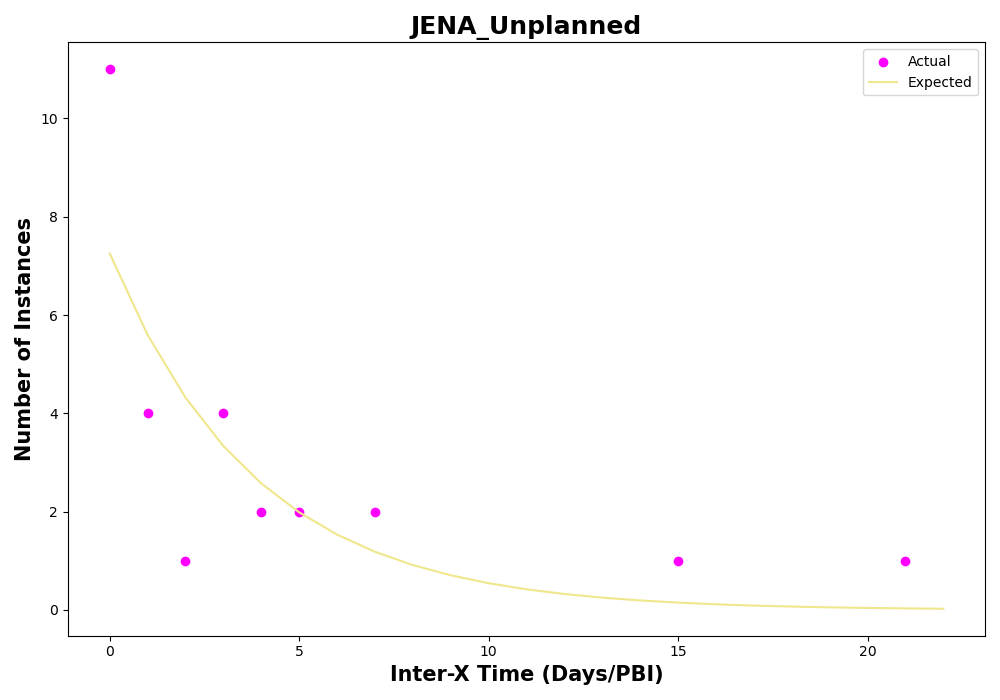 JENA_Unplanned
Actual
Expected
10
8
6
4
2
0
Number of Instances
0 5 10 15 20
Inter-X Time (Days/PBI)